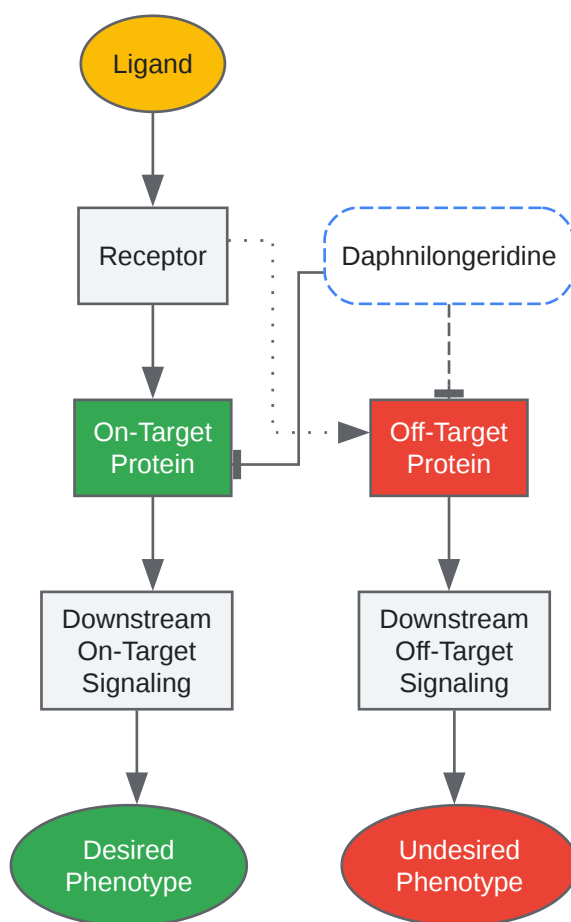 Ligand
Receptor
Daphnilongeridine
On-Target
Protein
Off-Target
Protein
Downstream
On-Target
Signaling
Downstream
Off-Target
Signaling
Desired
Phenotype
Undesired
Phenotype